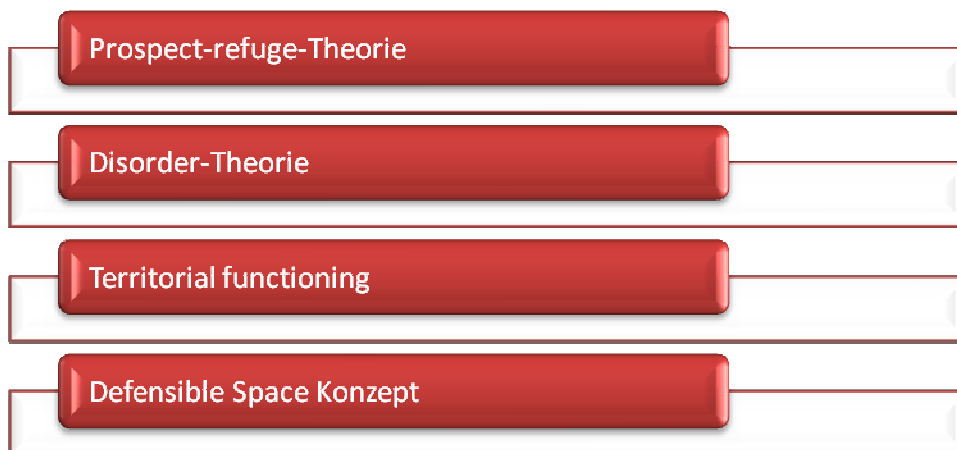 Prospect-refuge-Theorie
Disorder-Theorie
Territorial functioning
Defensible Space Konzept